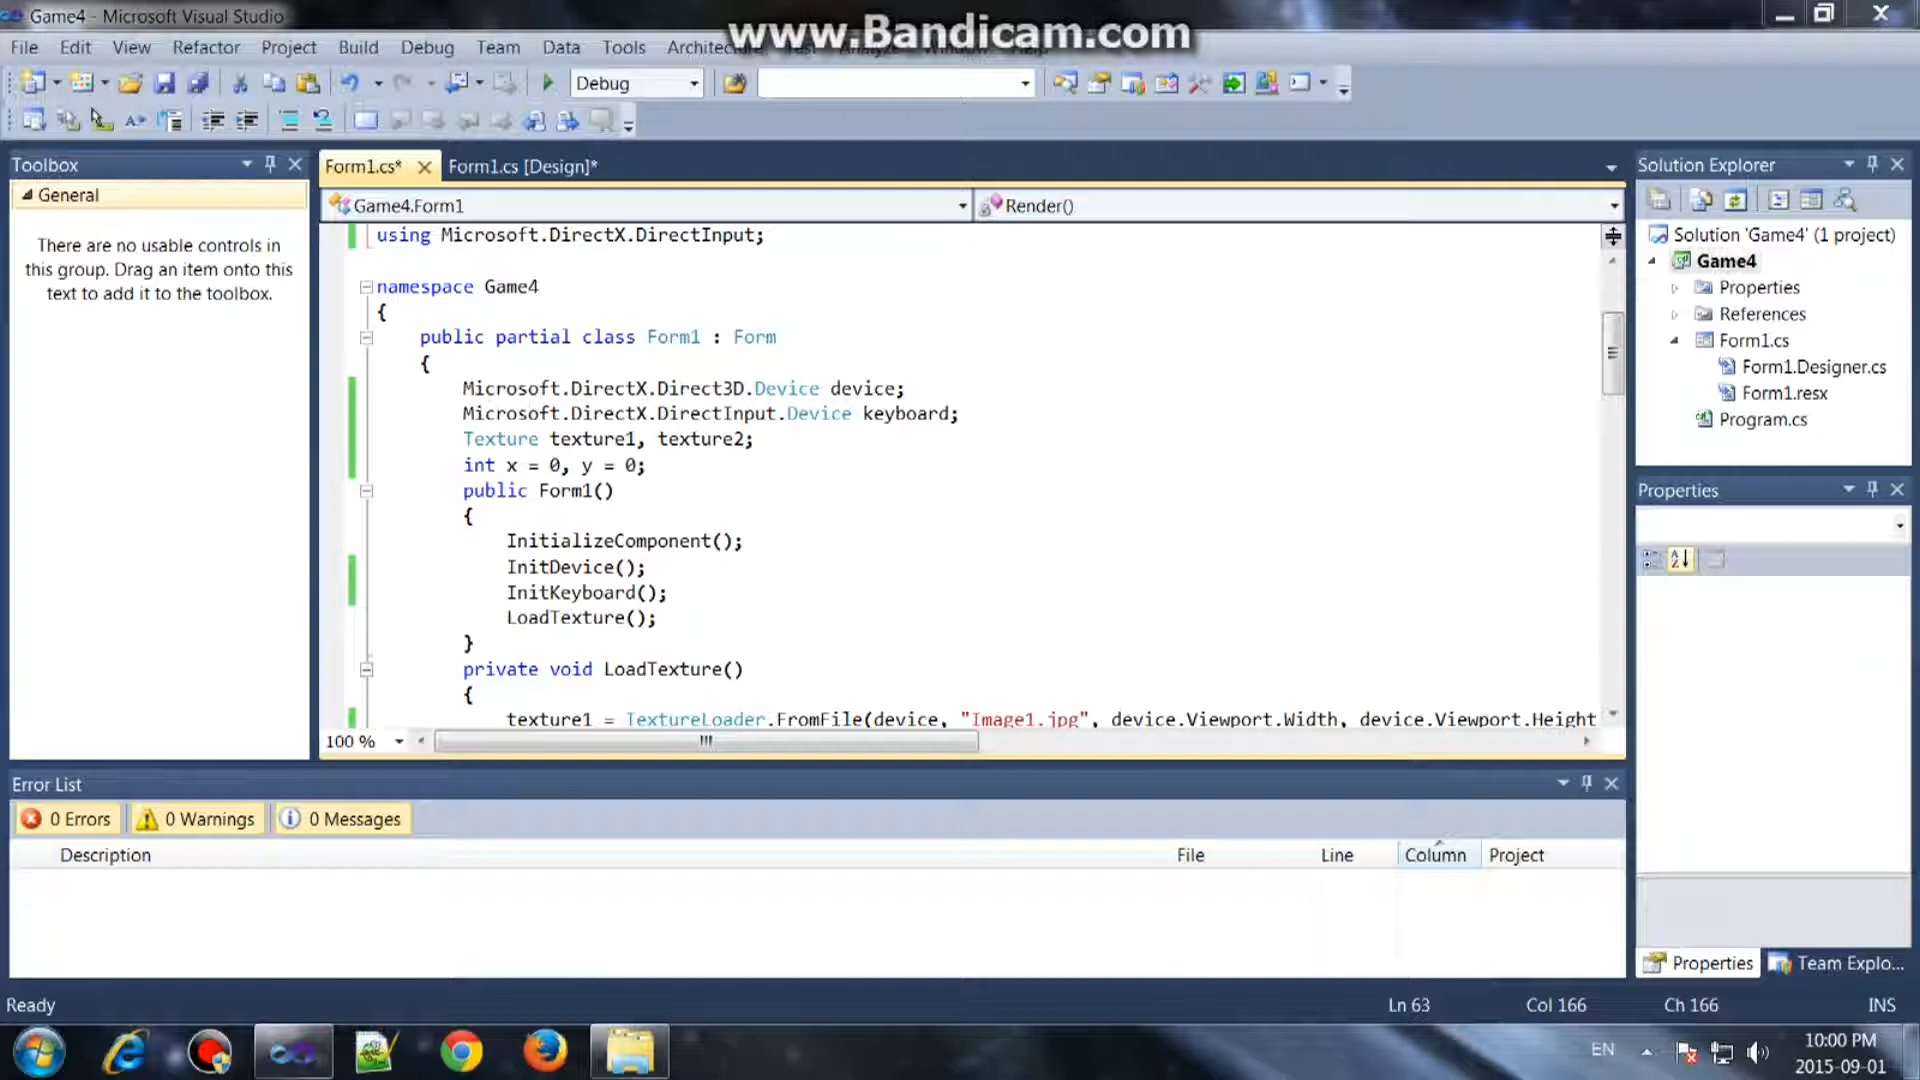 Game4 - Microsoft Visual Studio
www.Bandicam.com
File Edit View Refactor Project Build Debug Team Data Tools Architecture Test Analyze Window Help
Debug
Toolbox
General
There are no usable controls in
this group. Drag an item onto this
text to add it to the toolbox.
Form1.cs* Form1.cs [Design]*
Game4.Form1 Render()
using Microsoft.DirectX.DirectInput;
namespace Game4
{
public partial class Form1 : Form
{
Microsoft.DirectX.Direct3D.Device device;
Microsoft.DirectX.DirectInput.Device keyboard;
Texture texture1, texture2;
int x = 0, y = 0;
public Form1()
{
InitializeComponent();
InitDevice();
InitKeyboard();
LoadTexture();
}
private void LoadTexture()
{
texture1 = TextureLoader.FromFile(device, "Image1.jpg", device.Viewport.Width, device.Viewport.Height
100 %
Solution Explorer
Solution 'Game4' (1 project)
Game4
Properties
References
Form1.cs
Form1.Designer.cs
Form1.resx
Program.cs
Properties
Properties Team Explo...
Error List
0 Errors 0 Warnings 0 Messages
Description File Line Column Project
Ready Ln 63 Col 166 Ch 166 INS
EN 10:00 PM
2015-09-01